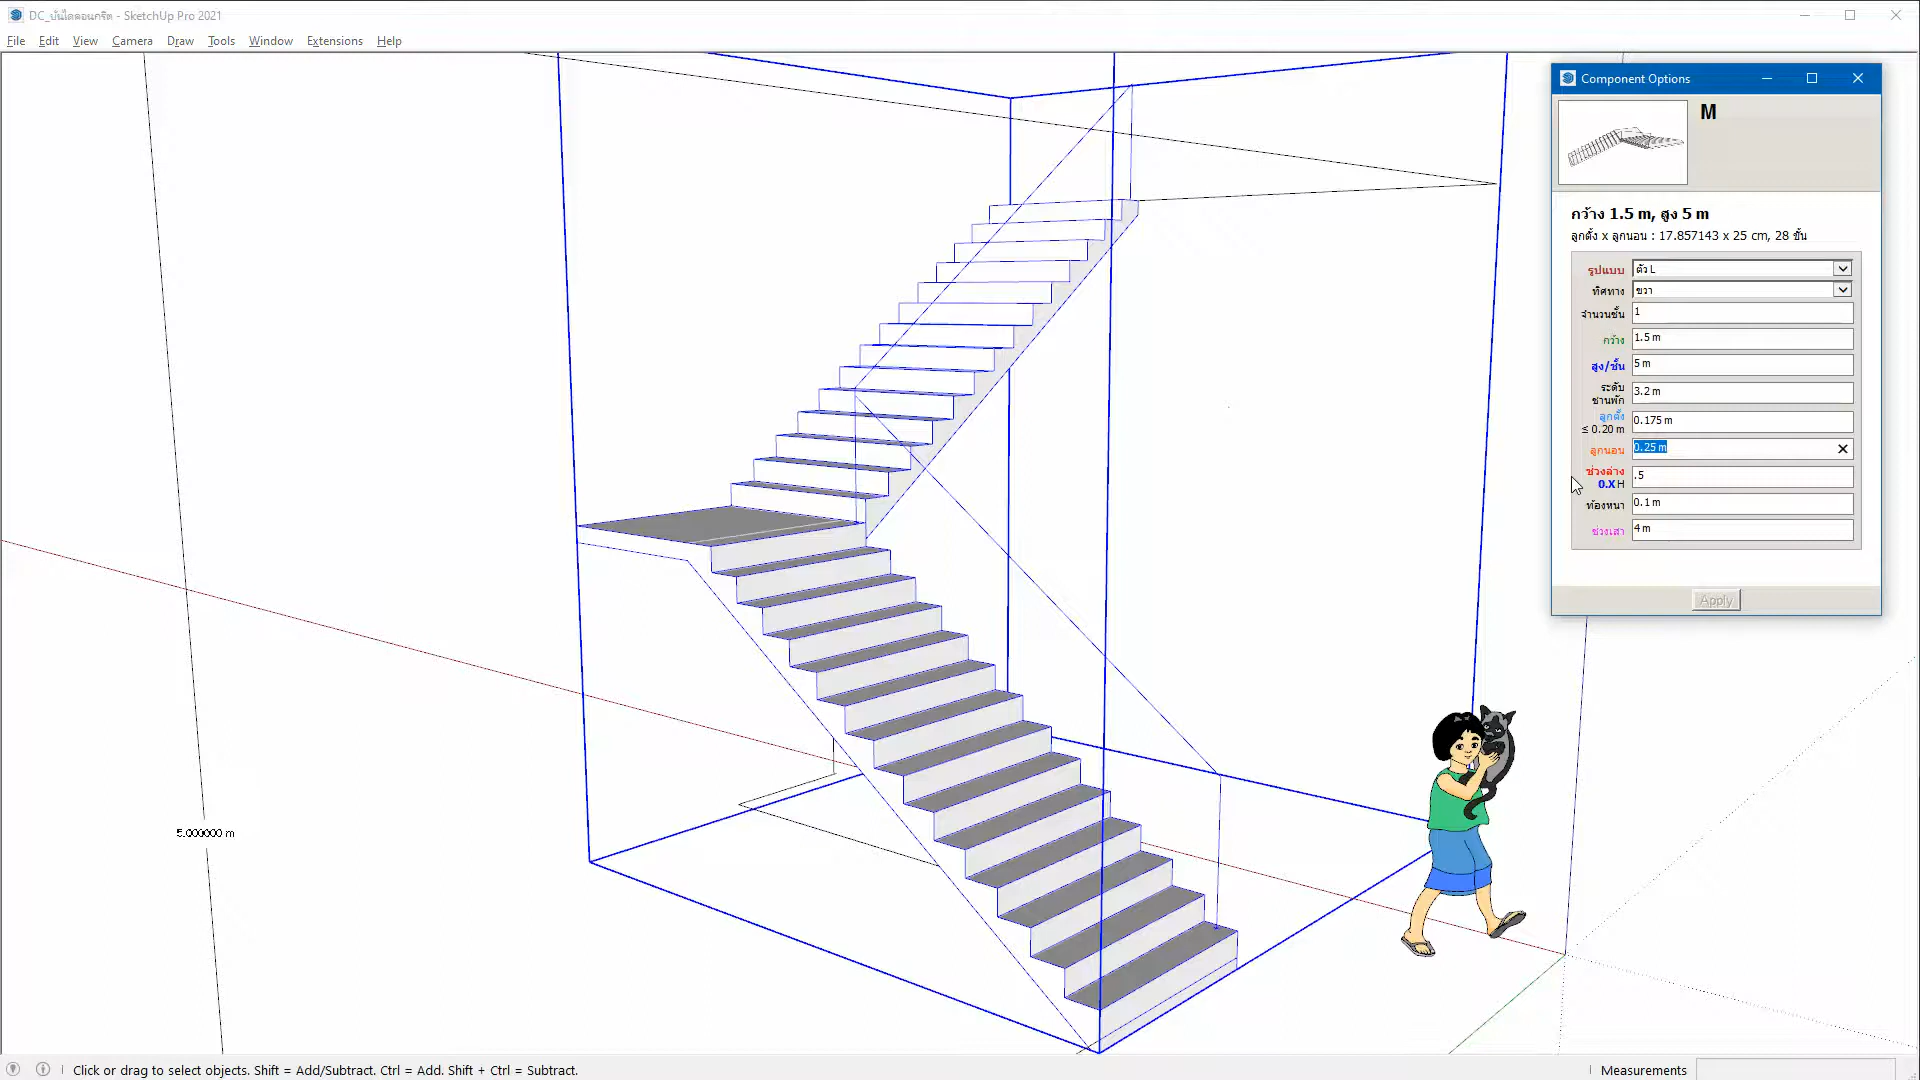 DC_บันไดคอนกรีต - SketchUp Pro 2021
File Edit View Camera Draw Tools Window Extensions Help
Component Options
M
กว้าง 1.5 m, สูง 5 m
ลูกตั้ง x ลูกนอน : 17.857143 x 25 cm, 28 ขั้น
รูปแบบ ตัว L
ทิศทาง ขวา
จำนวนชั้น 1
กว้าง 1.5 m
สูง/ชั้น 5 m
ระดับ ชานพัก 3.2 m
ลูกตั้ง ≤ 0.20 m 0.175 m
ลูกนอน 0.25 m
ช่วงล่าง 0.X H .5
ท้องหนา 0.1 m
ช่วงเสา 4 m
Apply
5.000000 m
Click or drag to select objects. Shift = Add/Subtract. Ctrl = Add. Shift + Ctrl = Subtract.
Measurements